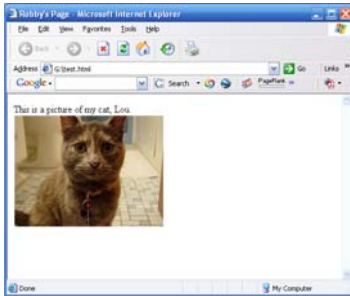 Robby's Page - Microsoft Internet Explorer
File Edit View Favorites Tools Help
Back
Address G:\test.html Go Links »
Google Search PageRank
This is a picture of my cat, Lou.
Done My Computer